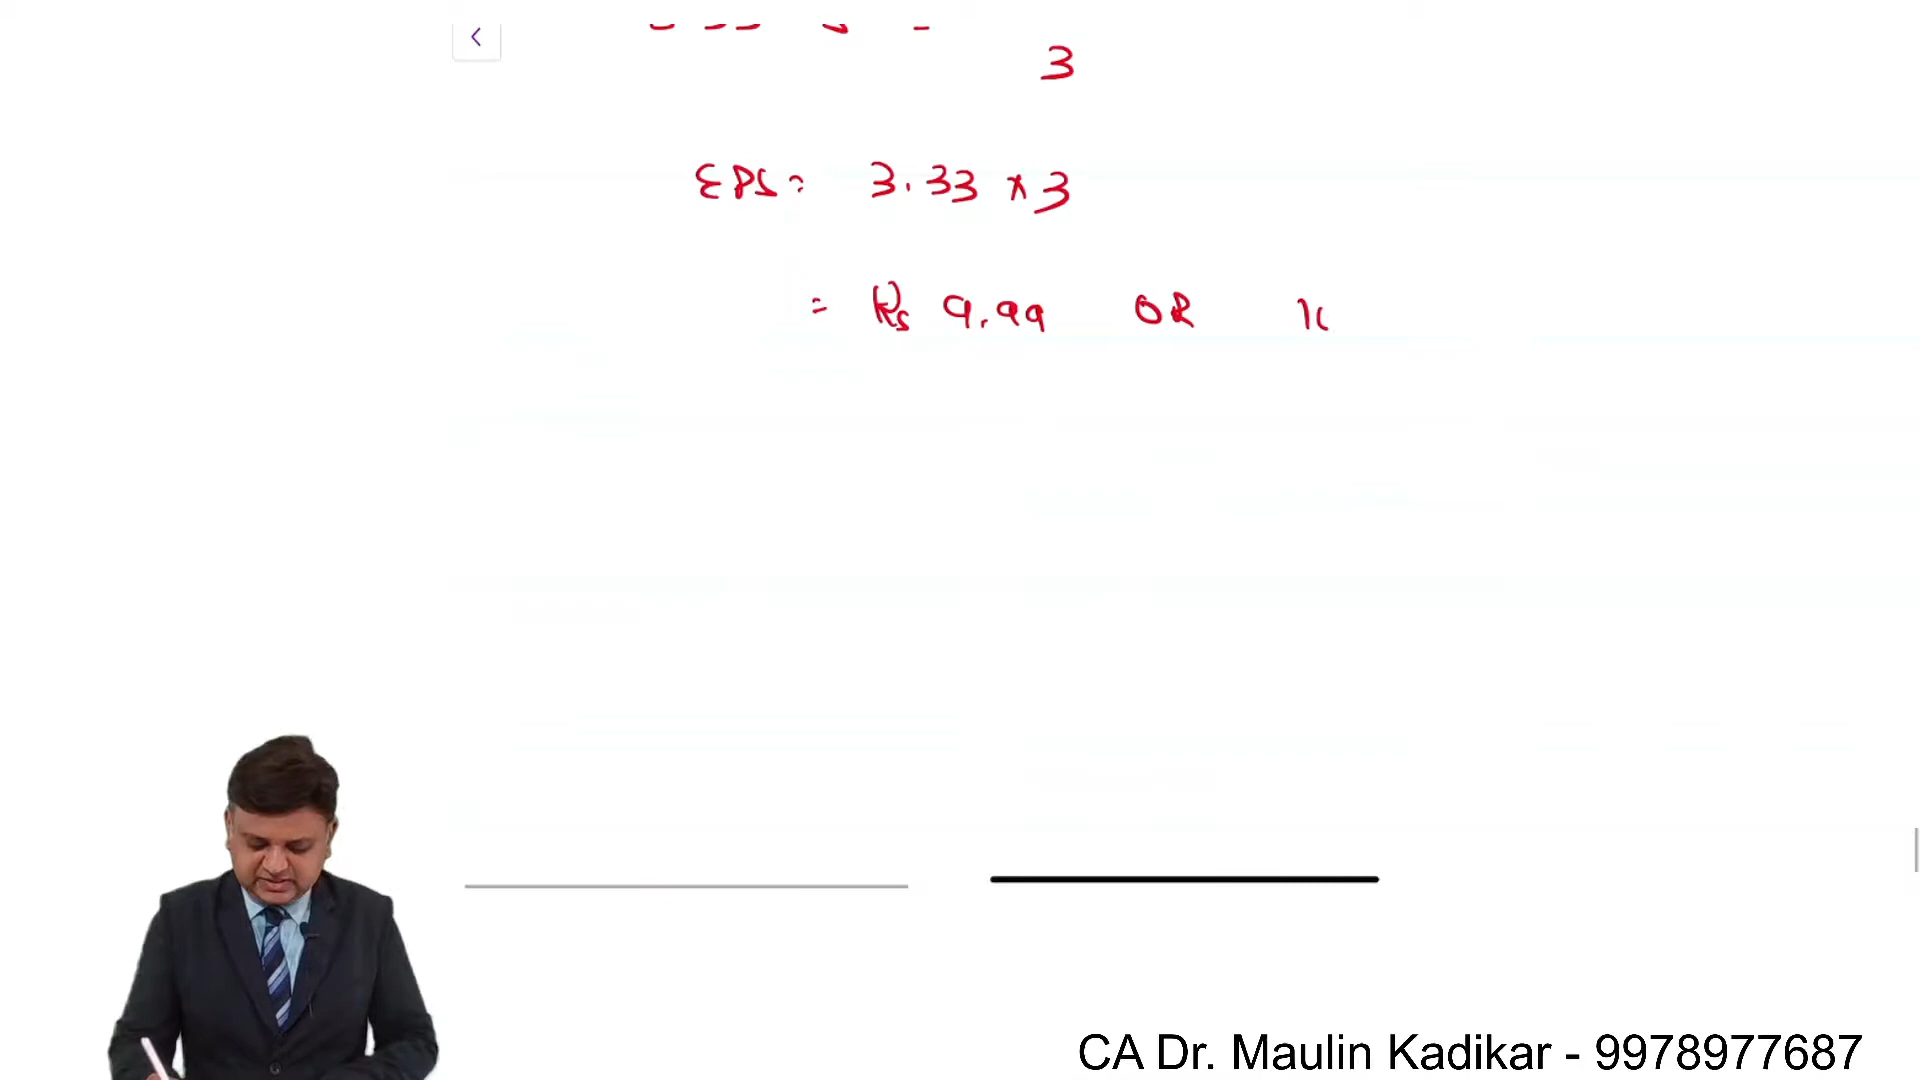 3
EPS = 3.33 × 3
= Rs 9.99 OR
CA Dr. Maulin Kadikar - 9978977687